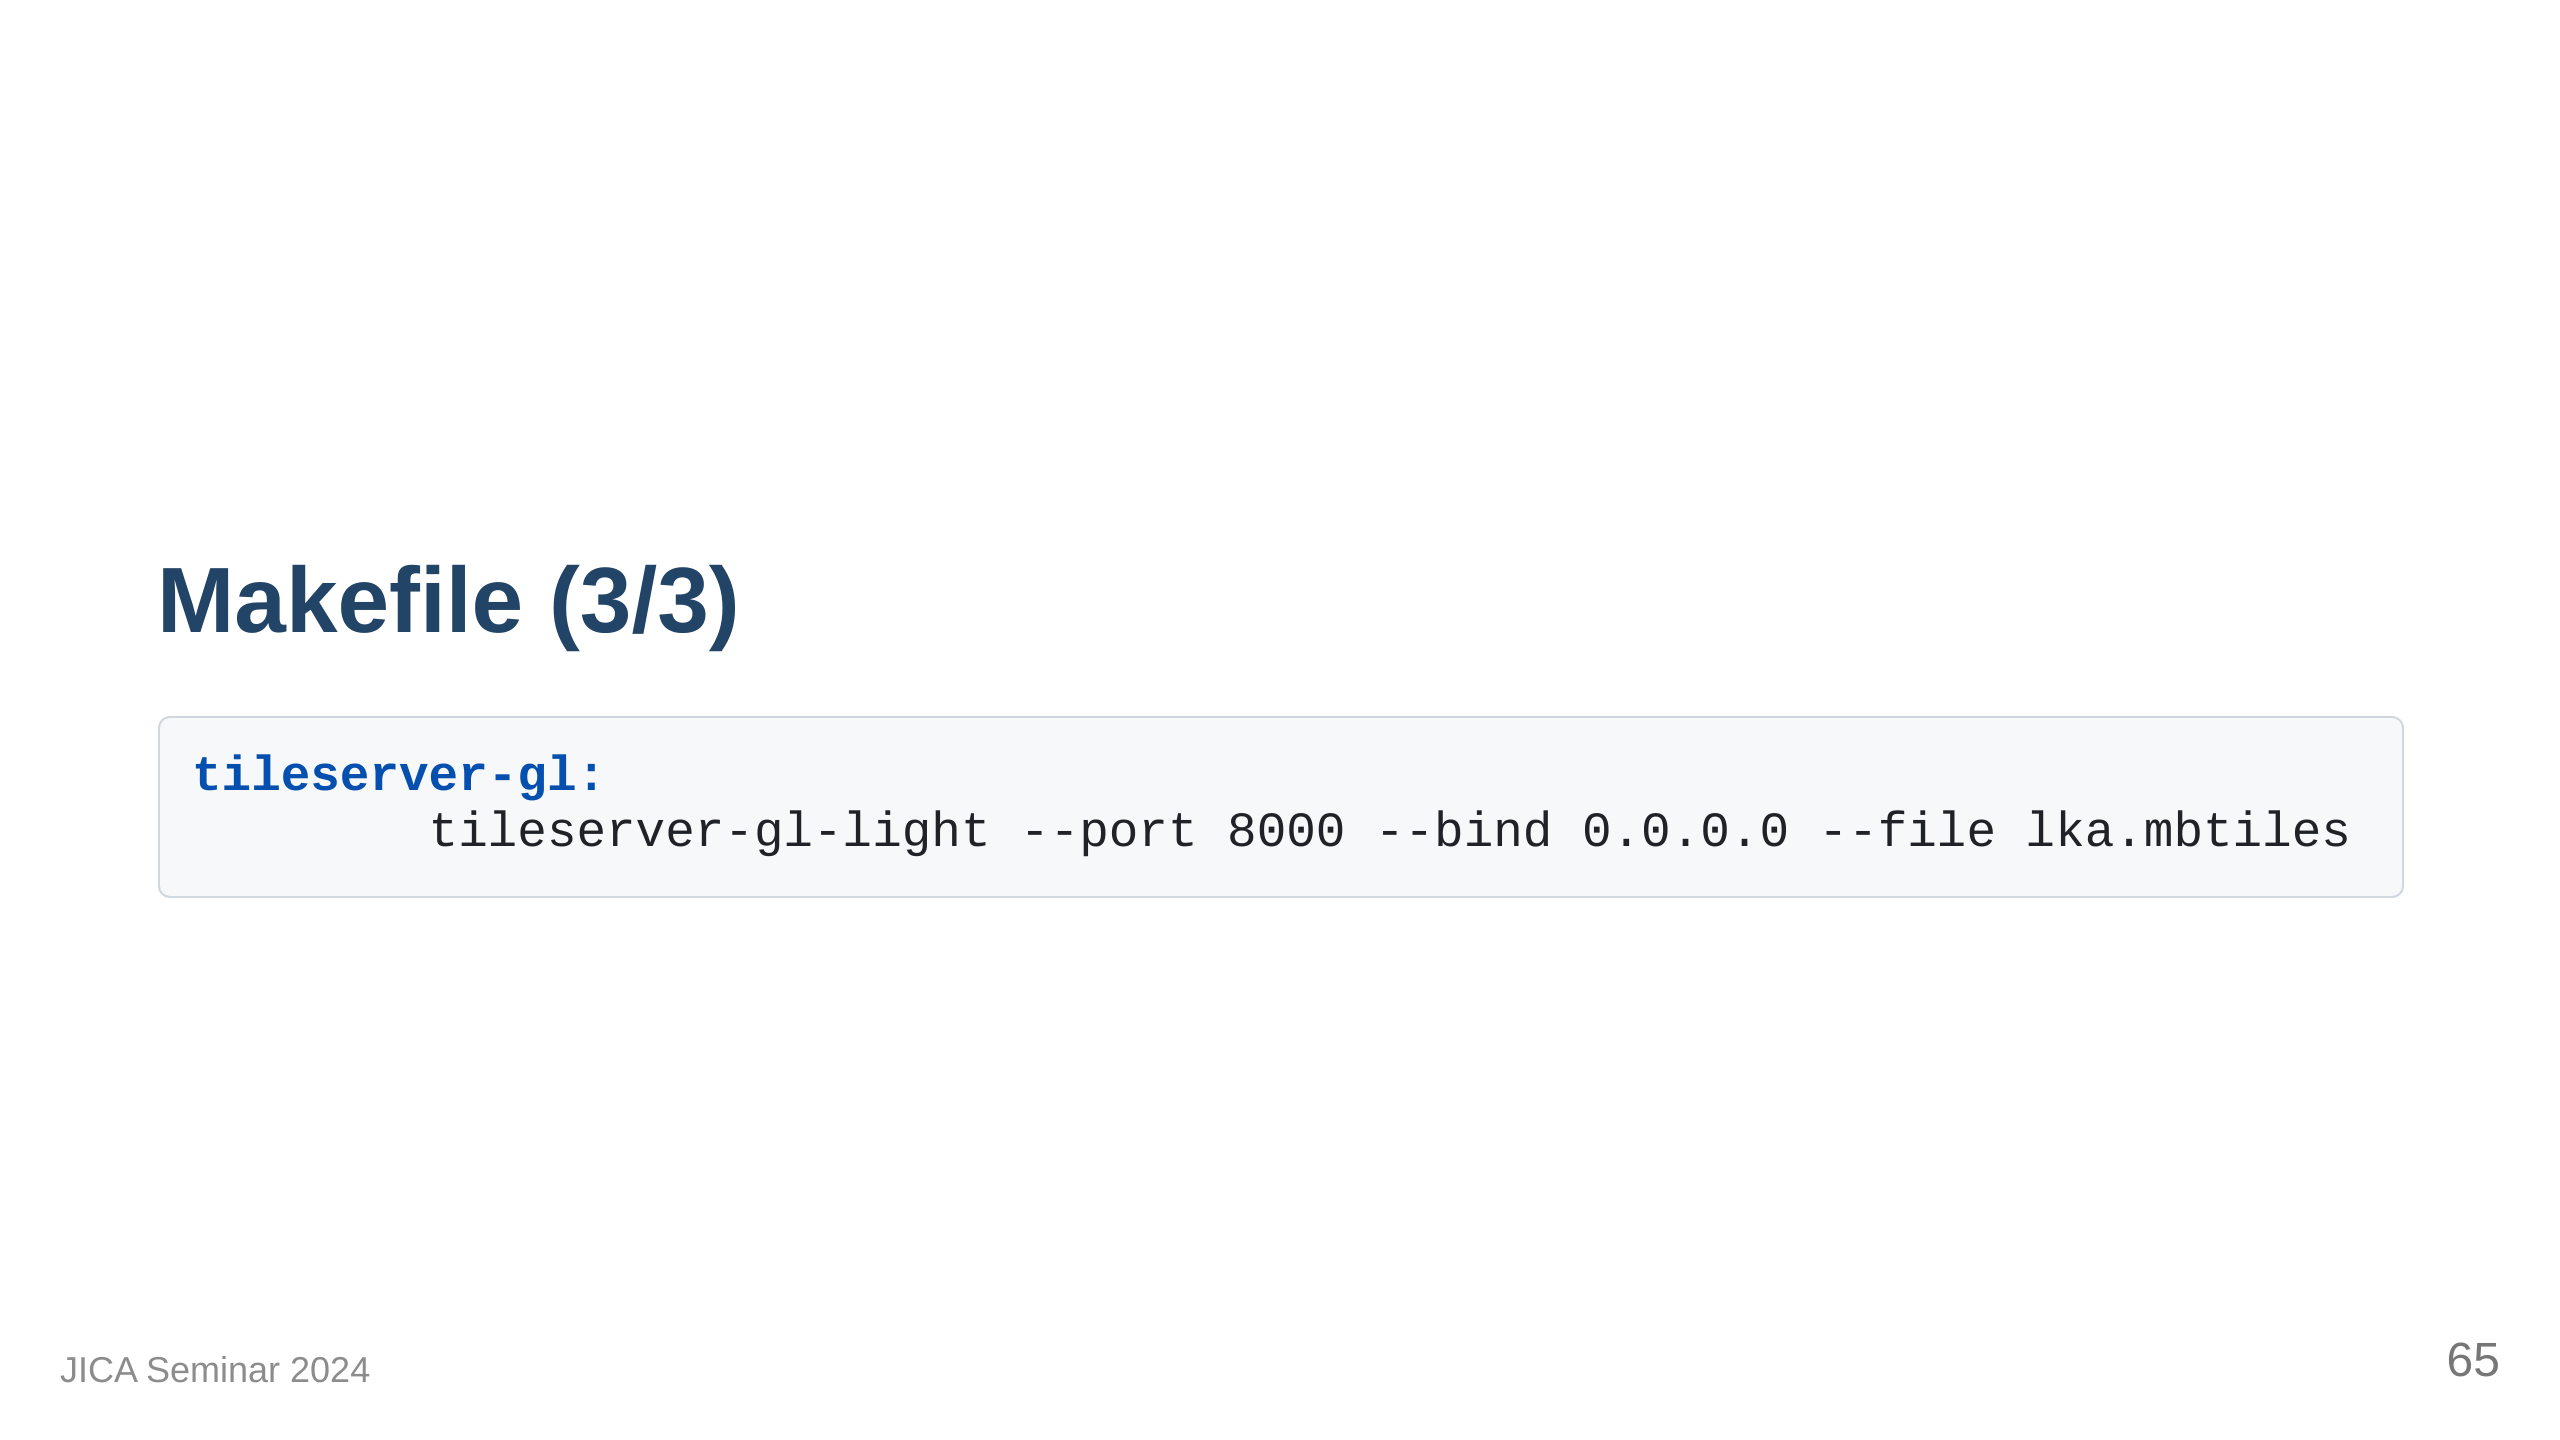 Makefile (3/3)
tileserver-gl:
        tileserver-gl-light --port 8000 --bind 0.0.0.0 --file lka.mbtiles
JICA Seminar 2024
65